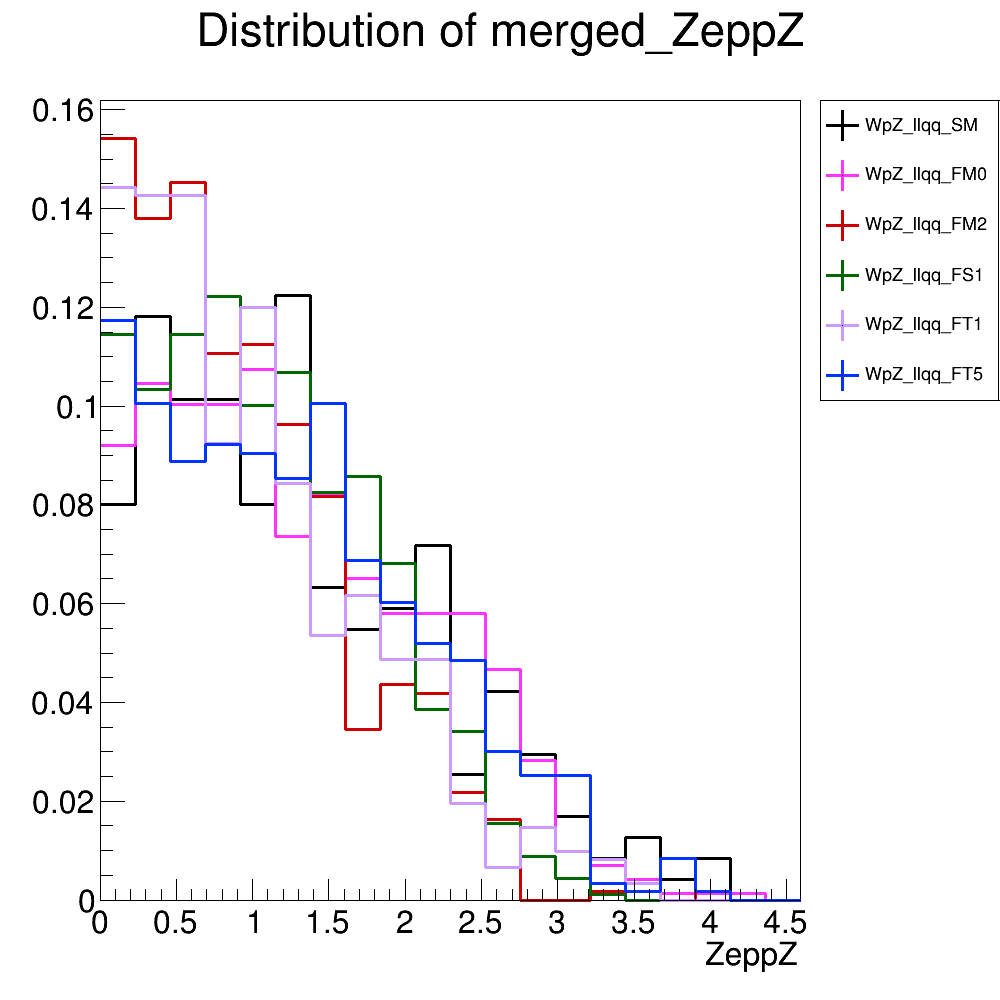 Distribution of merged_ZeppZ
0.16
0.14
0.12
0.1
0.08
0.06
0.04
0.02
0
0 0.5 1 1.5 2 2.5 3 3.5 4 4.5
ZeppZ
WpZ_llqq_SM
WpZ_llqq_FM0
WpZ_llqq_FM2
WpZ_llqq_FS1
WpZ_llqq_FT1
WpZ_llqq_FT5